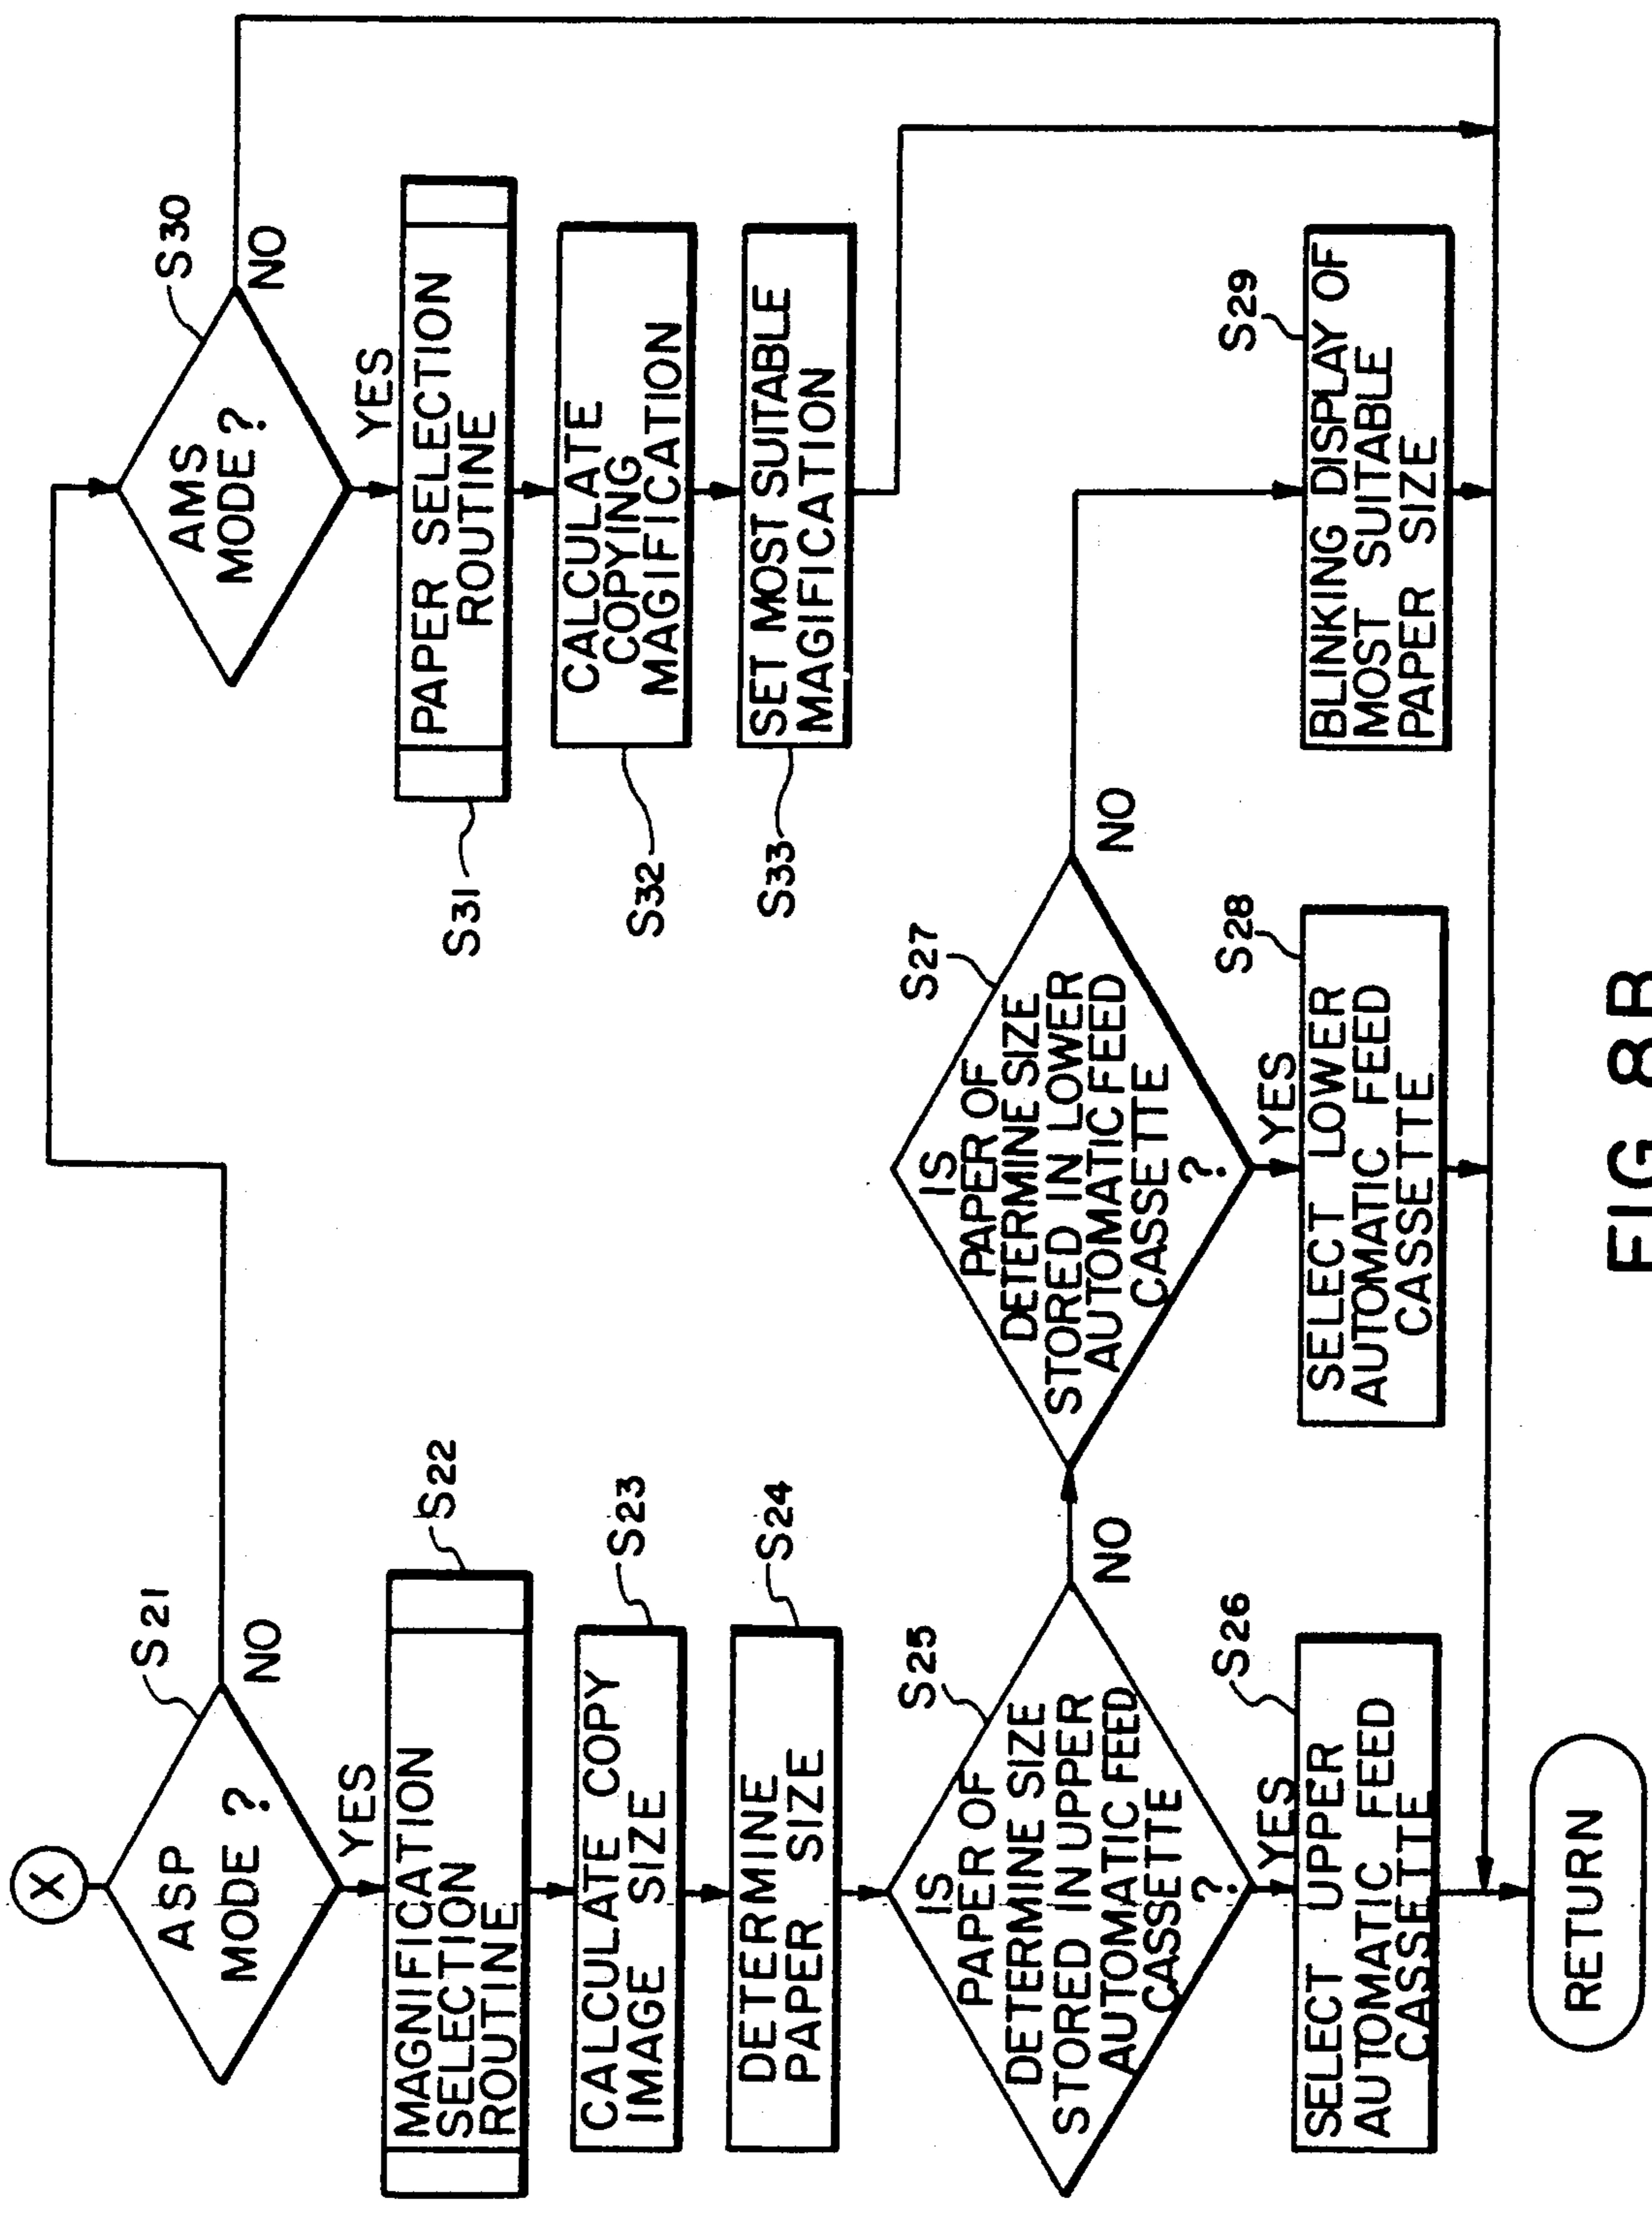 X
S21
ASP
MODE ?
YES
NO
S22
MAGNIFICATION
SELECTION
ROUTINE
S23
CALCULATE COPY
IMAGE SIZE
S24
DETERMINE
PAPER SIZE
S25
IS
PAPER OF
DETERMINE SIZE
STORED IN UPPER
AUTOMATIC FEED
CASSETTE
?
YES
NO
S26
SELECT UPPER
AUTOMATIC FEED
CASSETTE
RETURN
S27
IS
PAPER OF
DETERMINE SIZE
STORED IN LOWER
AUTOMATIC FEED
CASSETTE
?
YES
NO
S28
SELECT LOWER
AUTOMATIC FEED
CASSETTE
S29
BLINKING DISPLAY OF
MOST SUITABLE
PAPER SIZE
S30
AMS
MODE ?
YES
NO
S31
PAPER SELECTION
ROUTINE
S32
CALCULATE
COPYING
MAGIFICATION
S33
SET MOST SUITABLE
MAGIFICATION
FIG 8B